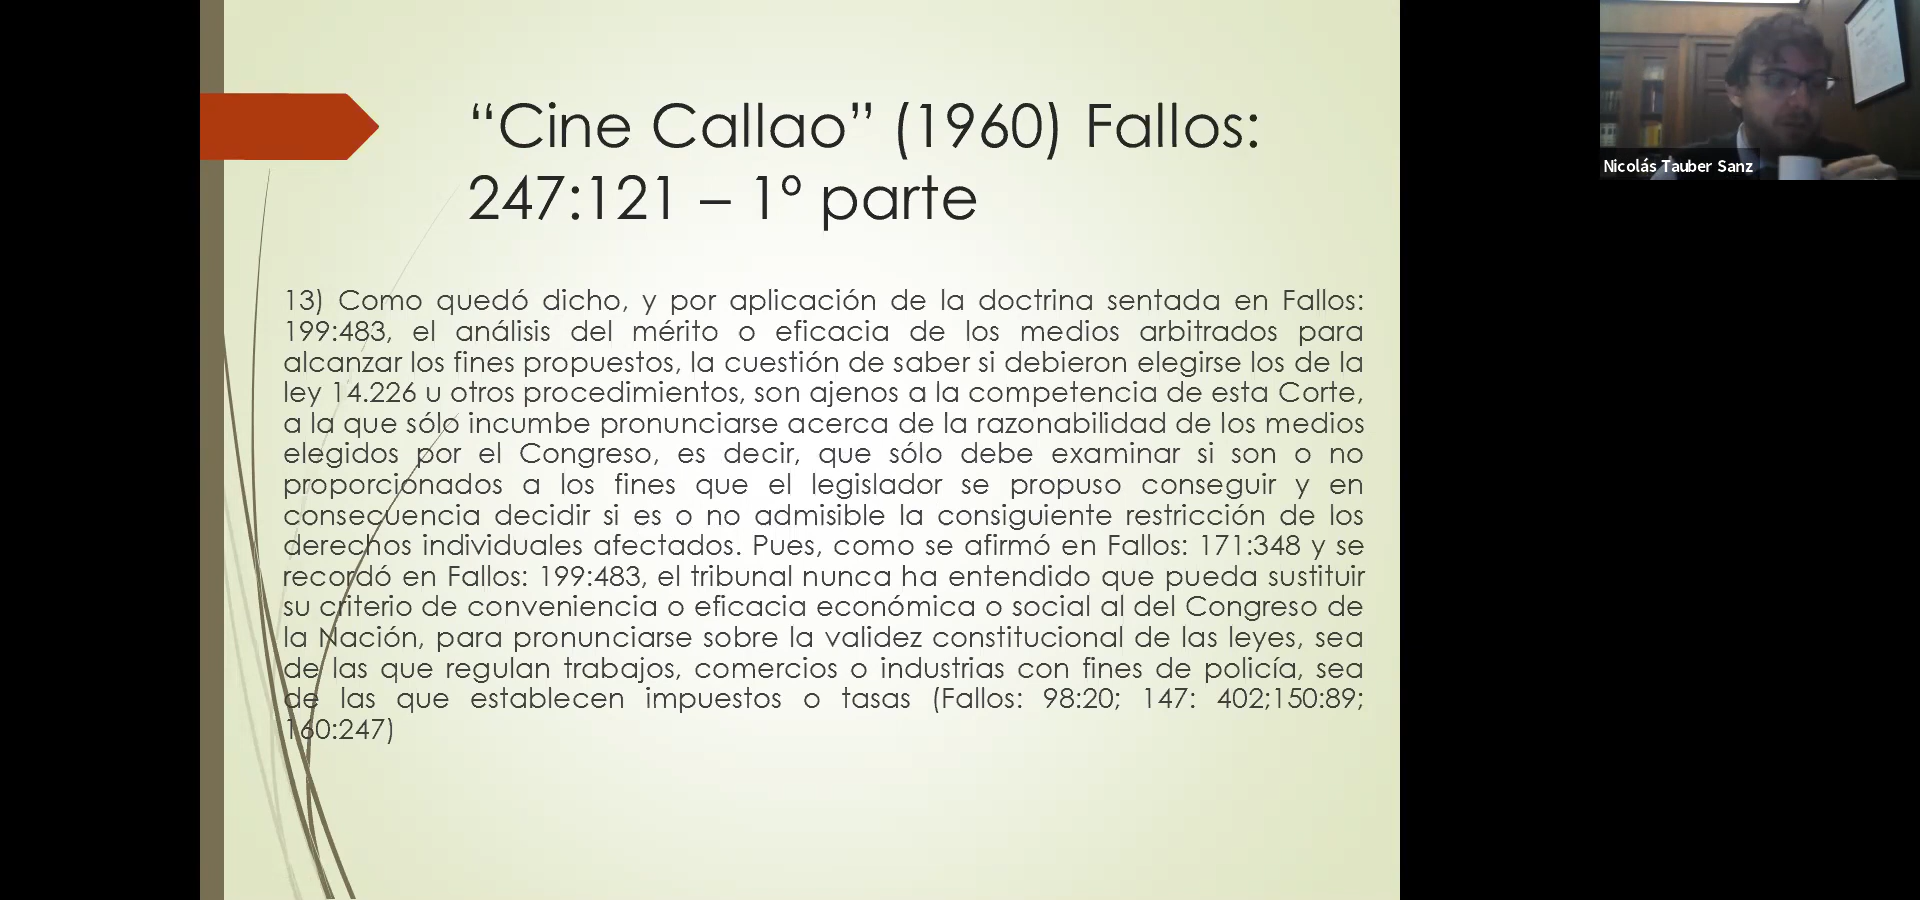 “Cine Callao” (1960) Fallos:
247:121 – 1º parte
13) Como quedó dicho, y por aplicación de la doctrina sentada en Fallos:
199:483, el análisis del mérito o eficacia de los medios arbitrados para
alcanzar los fines propuestos, la cuestión de saber si debieron elegirse los de la
ley 14.226 u otros procedimientos, son ajenos a la competencia de esta Corte,
a la que sólo incumbe pronunciarse acerca de la razonabilidad de los medios
elegidos por el Congreso, es decir, que sólo debe examinar si son o no
proporcionados a los fines que el legislador se propuso conseguir y en
consecuencia decidir si es o no admisible la consiguiente restricción de los
derechos individuales afectados. Pues, como se afirmó en Fallos: 171:348 y se
recordó en Fallos: 199:483, el tribunal nunca ha entendido que pueda sustituir
su criterio de conveniencia o eficacia económica o social al del Congreso de
la Nación, para pronunciarse sobre la validez constitucional de las leyes, sea
de las que regulan trabajos, comercios o industrias con fines de policía, sea
de las que establecen impuestos o tasas (Fallos: 98:20; 147: 402;150:89;
160:247)
Nicolás Tauber Sanz